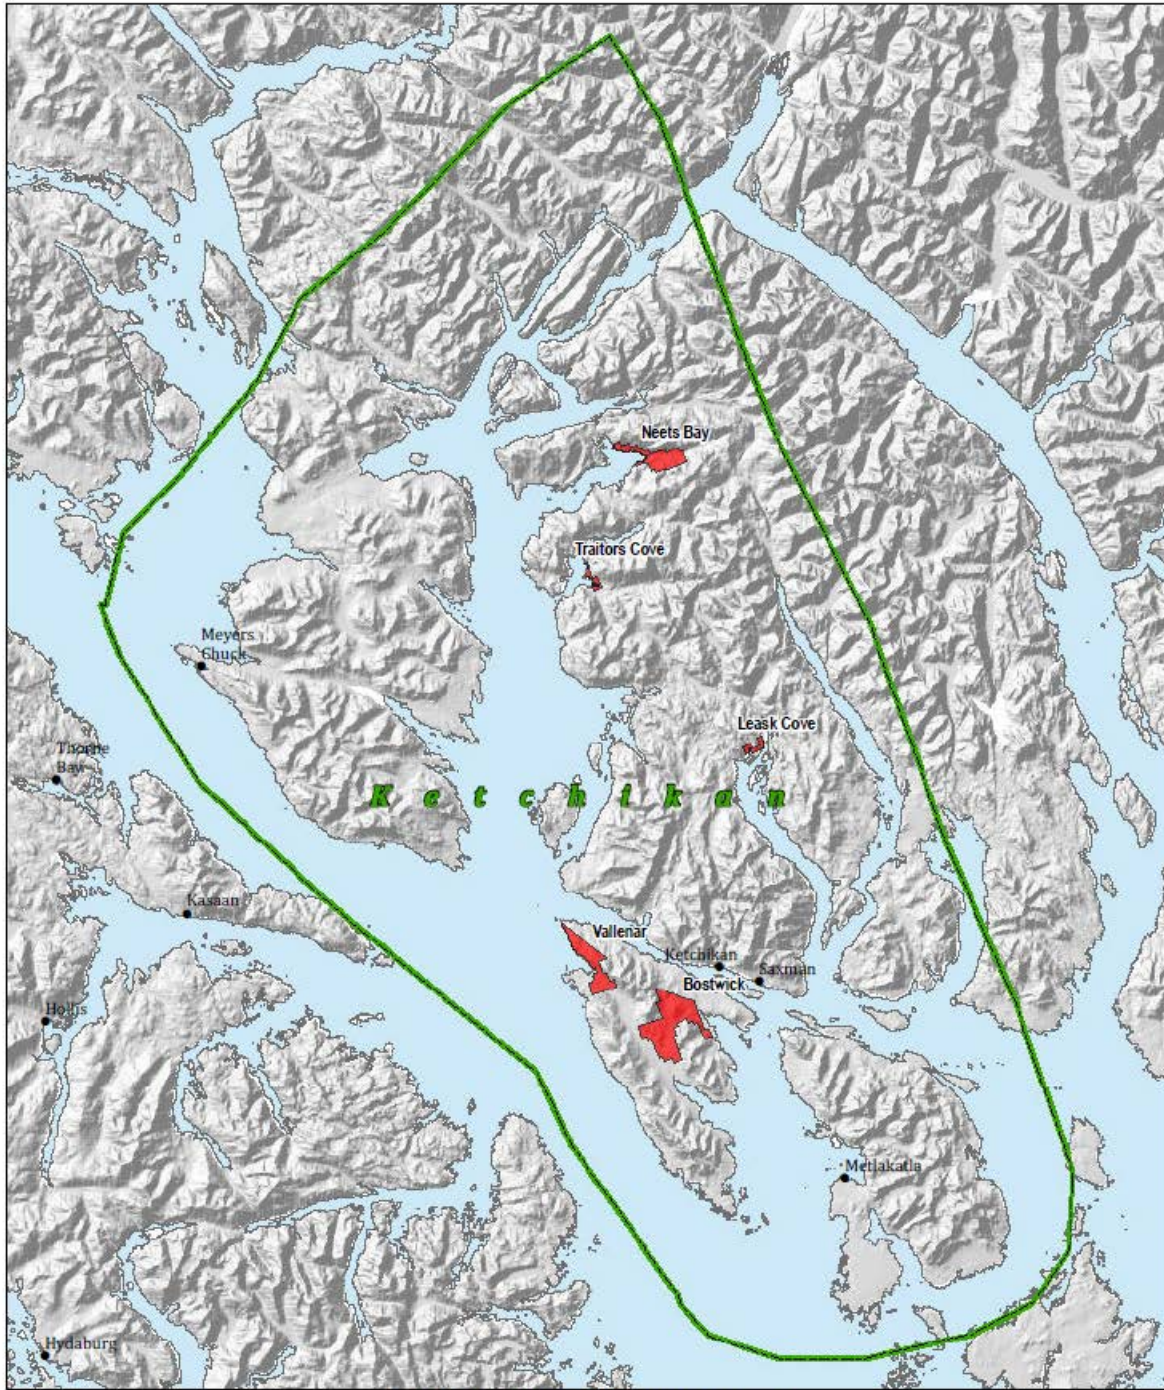 Neets Bay
Traitors Cove
Meyers
Chuck
Leask Cove
Thorne
Bay
Ketchikan
Kasaan
Vallenar
Ketchikan
Saxman
Bostwick
Hollis
Metlakatla
Hydaburg